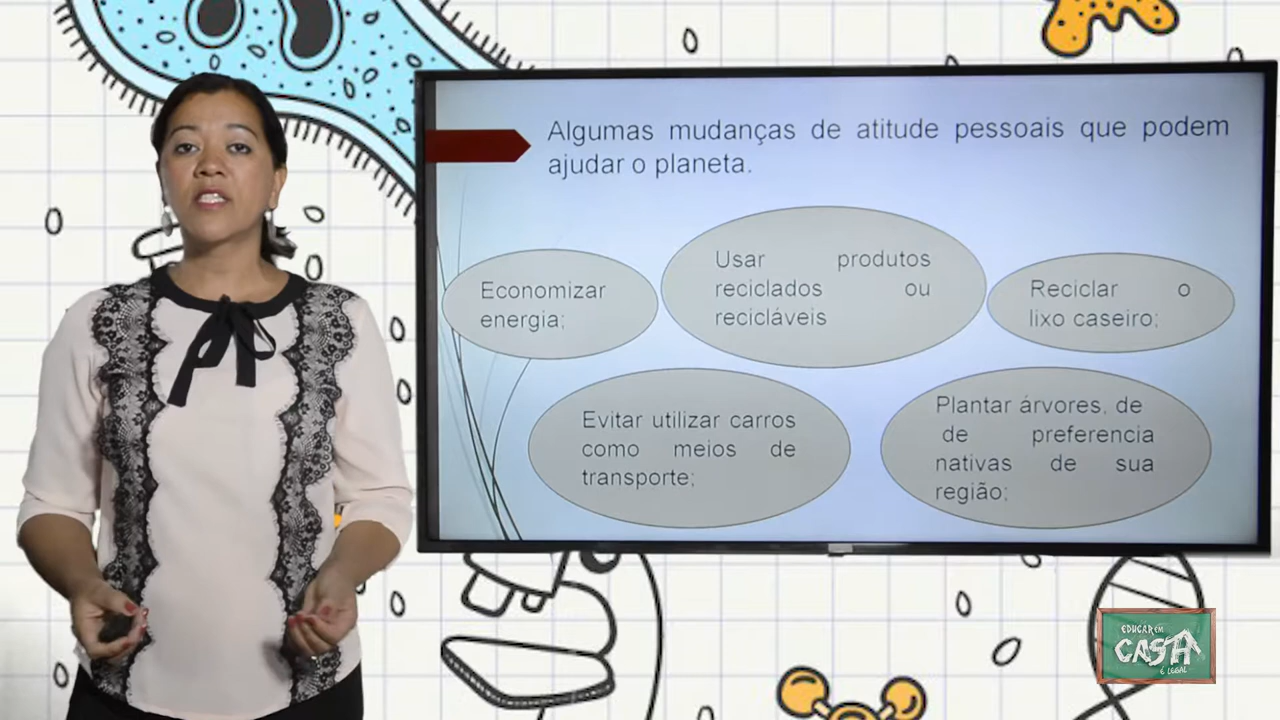 Algumas mudanças de atitude pessoais que podem
ajudar o planeta.
Economizar
energia;
Usar produtos
reciclados ou
recicláveis
Reciclar o
lixo caseiro;
Evitar utilizar carros
como meios de
transporte;
Plantar árvores, de
de preferencia
nativas de sua
região;
EDUCAR EM
CASA
É LEGAL